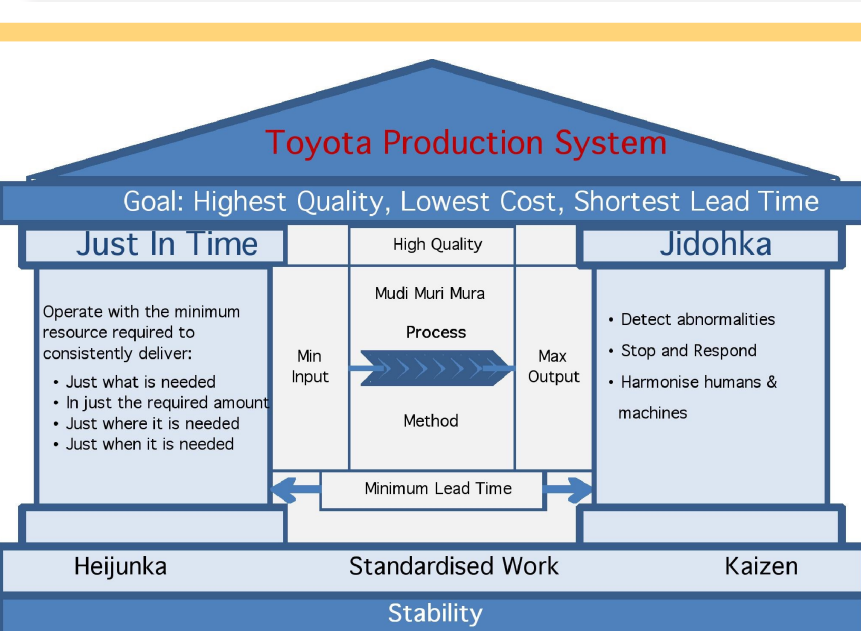 Toyota Production System
Goal: Highest Quality, Lowest Cost, Shortest Lead Time
Just In Time
Operate with the minimum
resource required to
consistently deliver:
• Just what is needed
• In just the required amount
• Just where it is needed
• Just when it is needed
High Quality
Mudi Muri Mura
Process
Min
Input
Max
Output
Method
Minimum Lead Time
Jidohka
• Detect abnormalities
• Stop and Respond
• Harmonise humans &
machines
Heijunka
Standardised Work
Kaizen
Stability